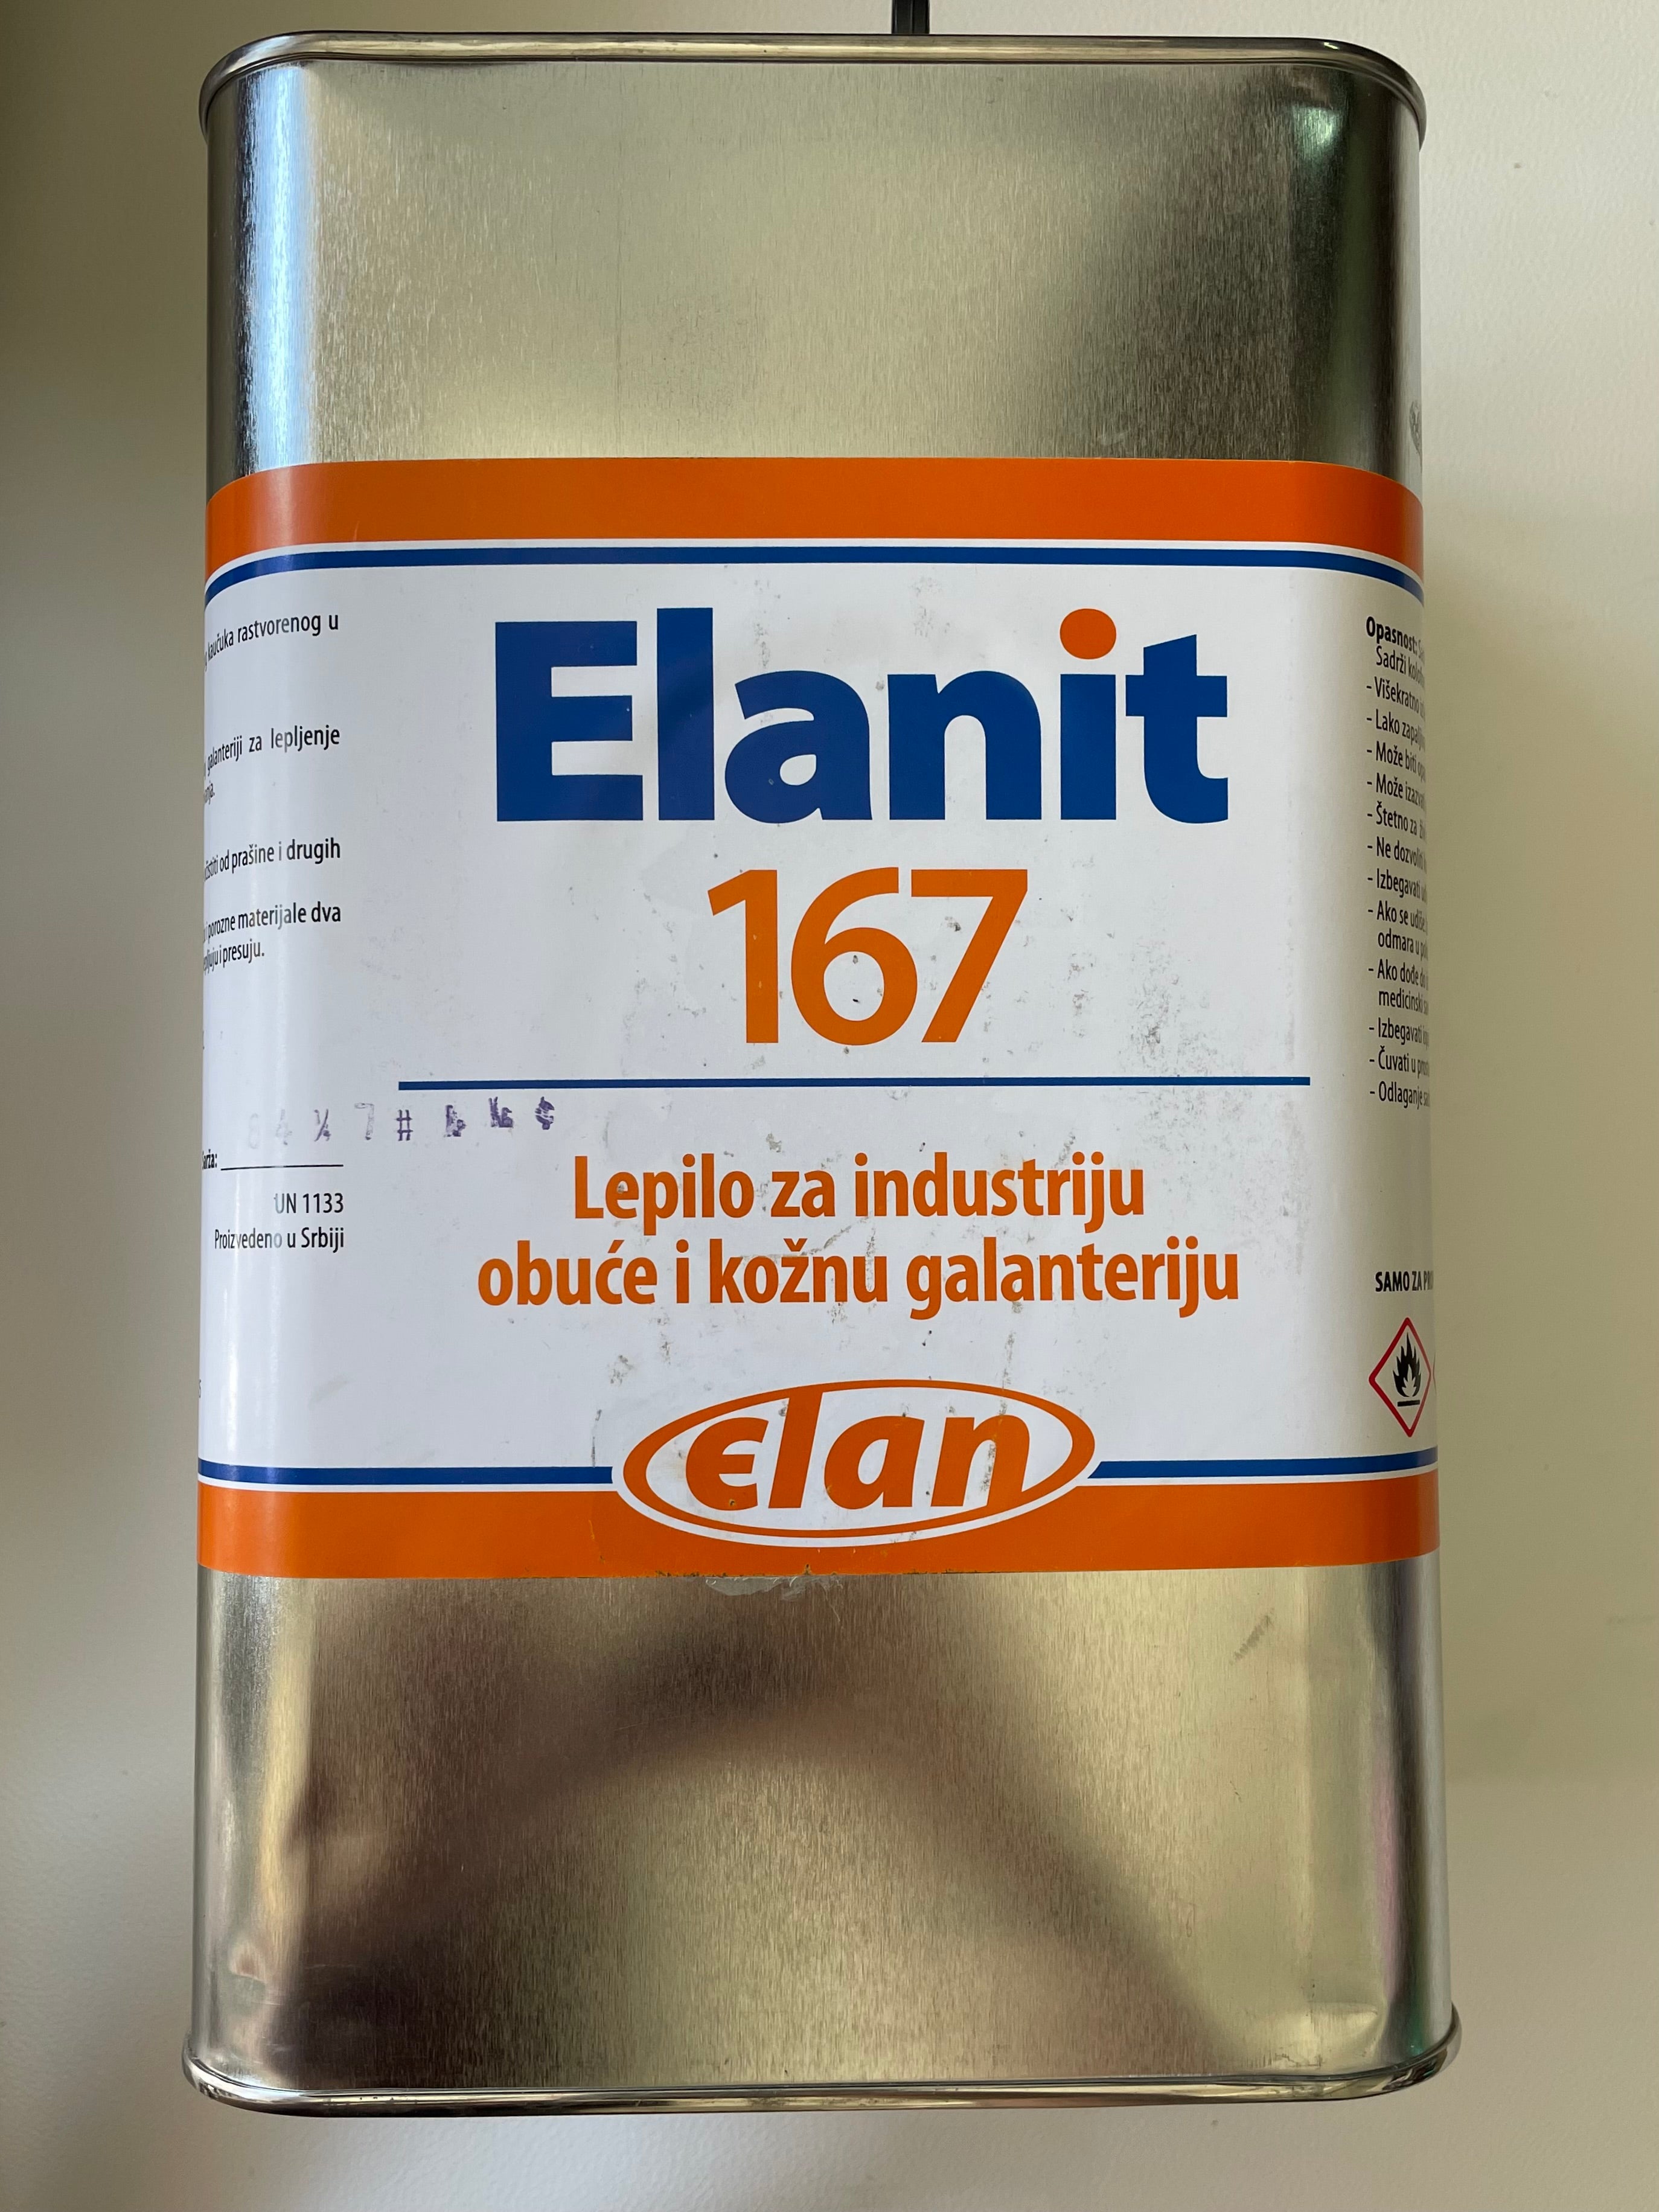 kaučuka rastvorenog u
galanteriji za lepljenje
od prašine i drugih
porozne materijale dva
i presuju.
UN 1133
Proizvedeno u Srbiji
Elanit
167
Lepilo za industriju
obuće i kožnu galanteriju
elan
Opasnost:
Sadrži
- Višekratno
- Lako
- Može biti
- Može
- Štetno za
- Ne
- Izbegavati
- Ako se udiše
odmara u
- Ako dođe do
medicinski
- Izbegavati
- Čuvati u
- Odlaganje
SAMO ZA